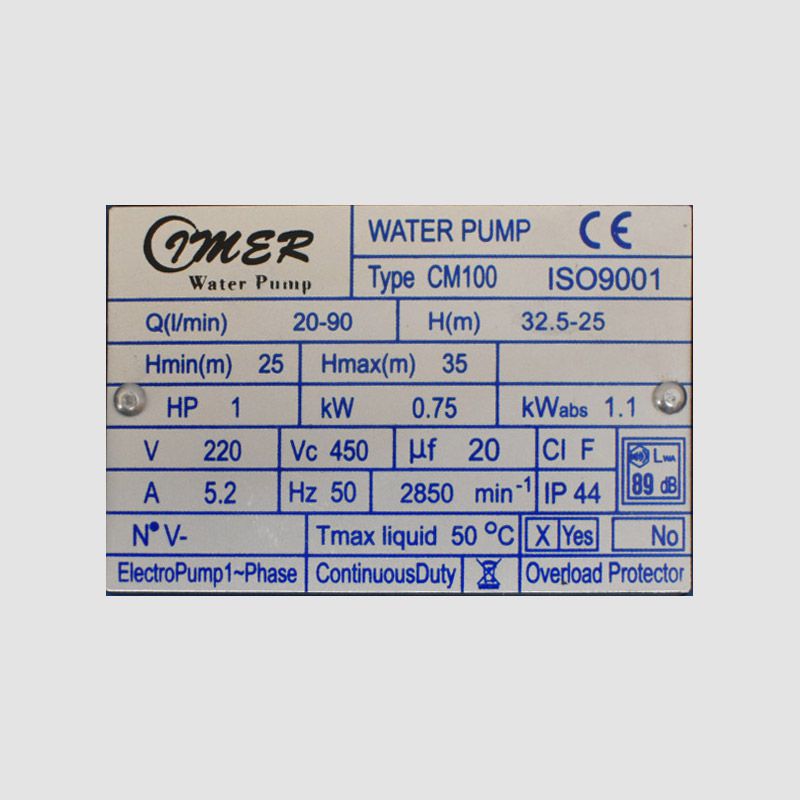 CIMER
Water Pump
WATER PUMP CE
Type CM100 ISO9001
Q(l/min) 20-90 H(m) 32.5-25
Hmin(m) 25 Hmax(m) 35
HP 1 kW 0.75 kWabs 1.1
V 220 Vc 450 µf 20 Cl F
LWA
89 dB
A 5.2 Hz 50 2850 min-1 IP 44
N° V- Tmax liquid 50 °C X Yes No
ElectroPump1~Phase ContinuousDuty Overload Protector